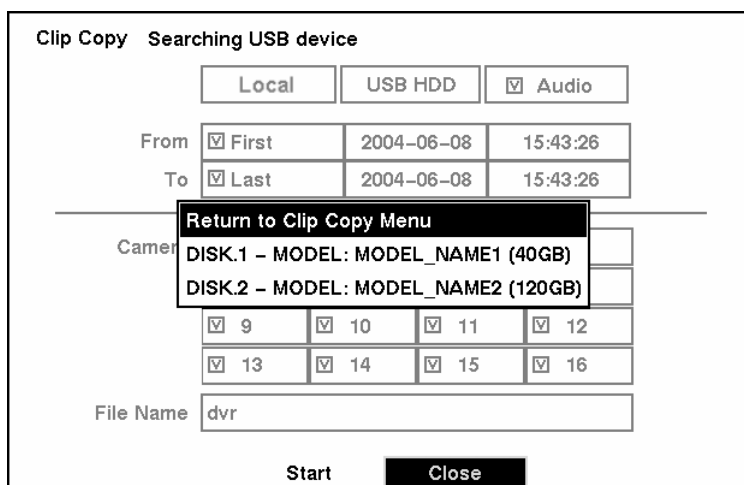 Clip Copy Searching USB device
Local USB HDD Audio
From First 2004-06-08 15:43:26
To Last 2004-06-08 15:43:26
Return to Clip Copy Menu
DISK.1 – MODEL: MODEL_NAME1 (40GB)
DISK.2 – MODEL: MODEL_NAME2 (120GB)
9 10 11 12
13 14 15 16
File Name dvr
Start Close